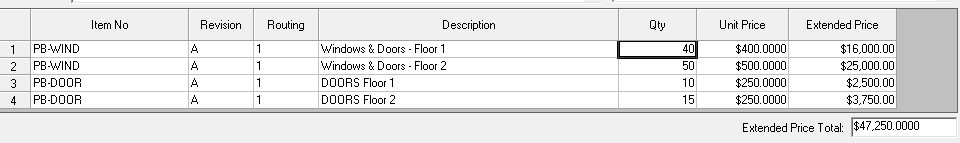 Item No Revision Routing Description Qty Unit Price Extended Price
1 PB-WIND A 1 Windows & Doors - Floor 1 40 $400.0000 $16,000.00
2 PB-WIND A 1 Windows & Doors - Floor 2 50 $500.0000 $25,000.00
3 PB-DOOR A 1 DOORS Floor 1 10 $250.0000 $2,500.00
4 PB-DOOR A 1 DOORS Floor 2 15 $250.0000 $3,750.00
Extended Price Total: $47,250.0000